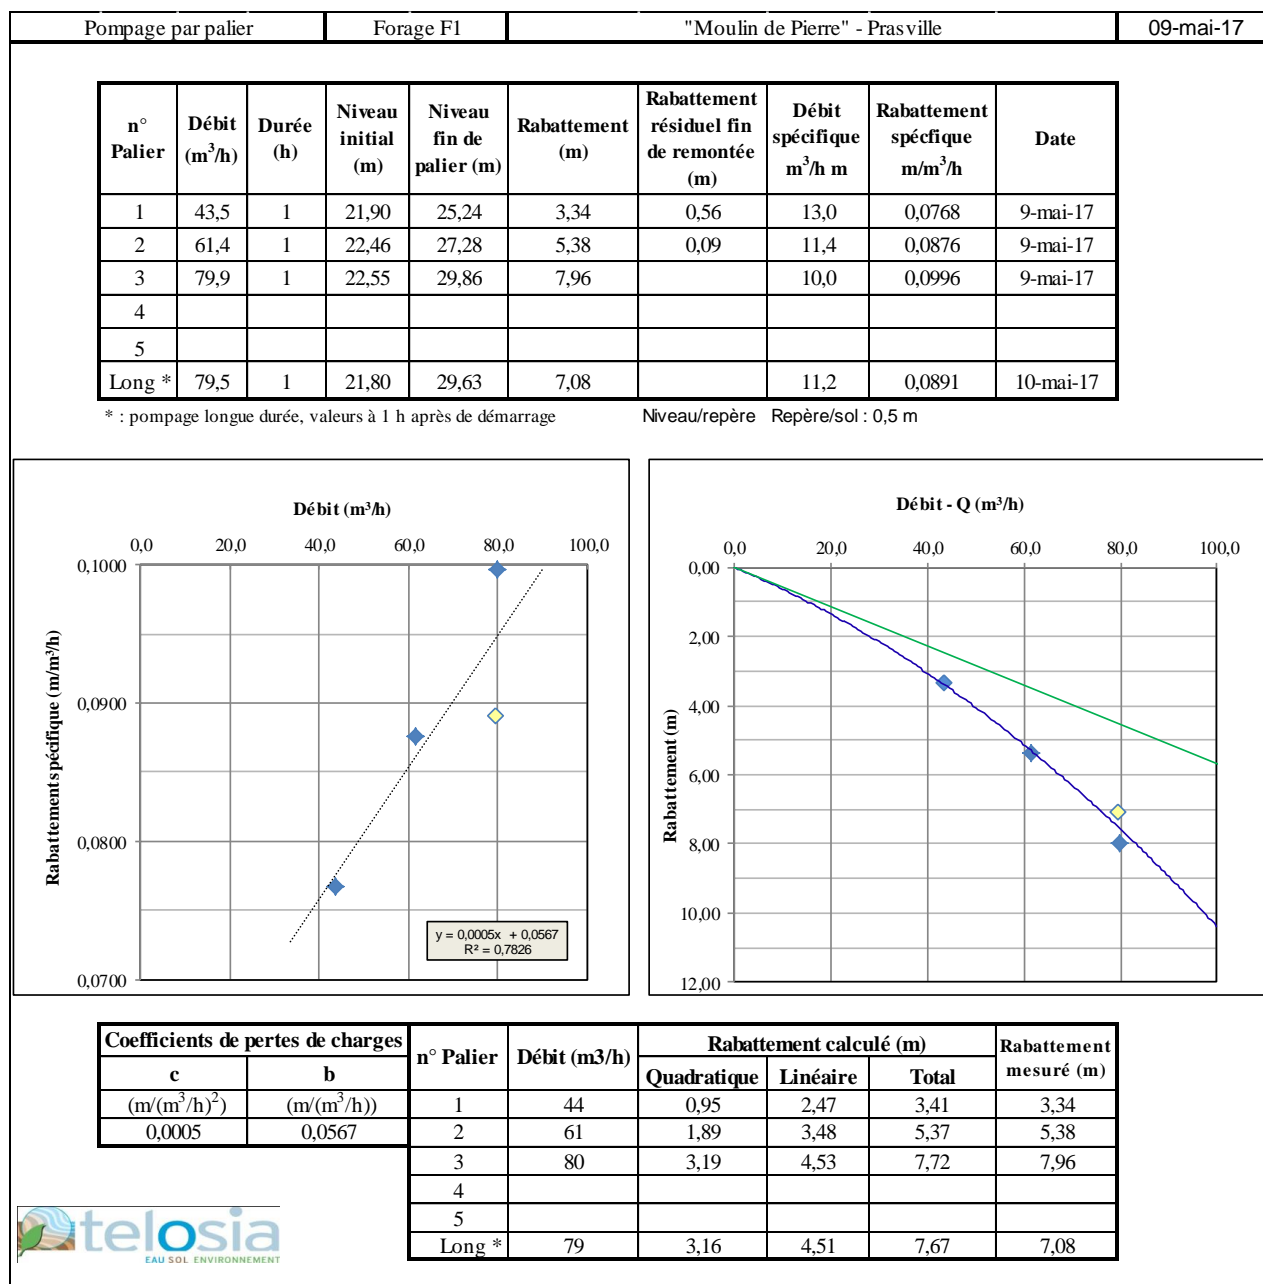 Pompage par palier Forage F1 "Moulin de Pierre" - Prasville 09-mai-17
n° Palier Débit (m³/h) Durée (h) Niveau initial (m) Niveau fin de palier (m) Rabattement (m) Rabattement résiduel fin de remontée (m) Débit spécifique m³/h m Rabattement spécfique m/m³/h Date
1 43,5 1 21,90 25,24 3,34 0,56 13,0 0,0768 9-mai-17
2 61,4 1 22,46 27,28 5,38 0,09 11,4 0,0876 9-mai-17
3 79,9 1 22,55 29,86 7,96 10,0 0,0996 9-mai-17
4
5
Long * 79,5 1 21,80 29,63 7,08 11,2 0,0891 10-mai-17
* : pompage longue durée, valeurs à 1 h après de démarrage Niveau/repère Repère/sol : 0,5 m
Débit (m³/h)
0,0 20,0 40,0 60,0 80,0 100,0
0,1000
0,0900
0,0800
0,0700
Rabattement spécifique (m/m³/h)
y = 0,0005x + 0,0567
R² = 0,7826
Débit - Q (m³/h)
0,0 20,0 40,0 60,0 80,0 100,0
0,00
2,00
4,00
6,00
8,00
10,00
12,00
Rabattement (m)
Coefficients de pertes de charges n° Palier Débit (m3/h) Rabattement calculé (m) Rabattement mesuré (m)
c b Quadratique Linéaire Total
(m/(m³/h)²) (m/(m³/h)) 1 44 0,95 2,47 3,41 3,34
0,0005 0,0567 2 61 1,89 3,48 5,37 5,38
3 80 3,19 4,53 7,72 7,96
4
5
Long * 79 3,16 4,51 7,67 7,08
telosia
EAU SOL ENVIRONNEMENT